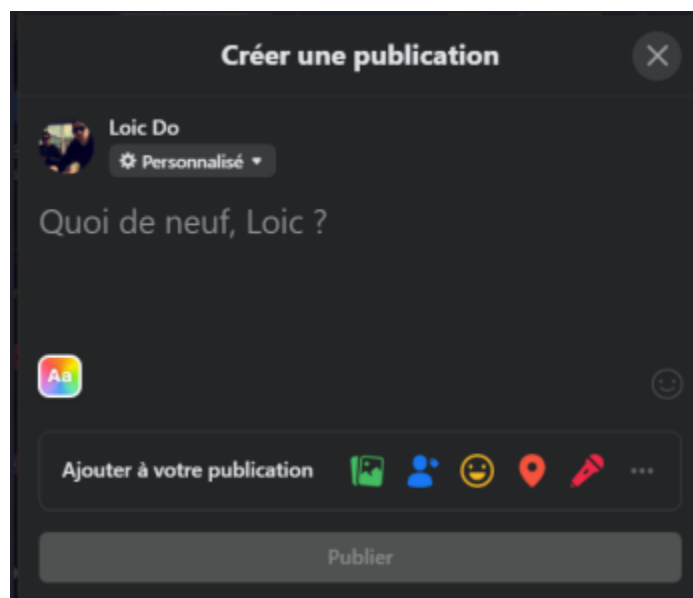 Créer une publication
Loic Do
Personnalisé
Quoi de neuf, Loic ?
Aa
Ajouter à votre publication
Publier